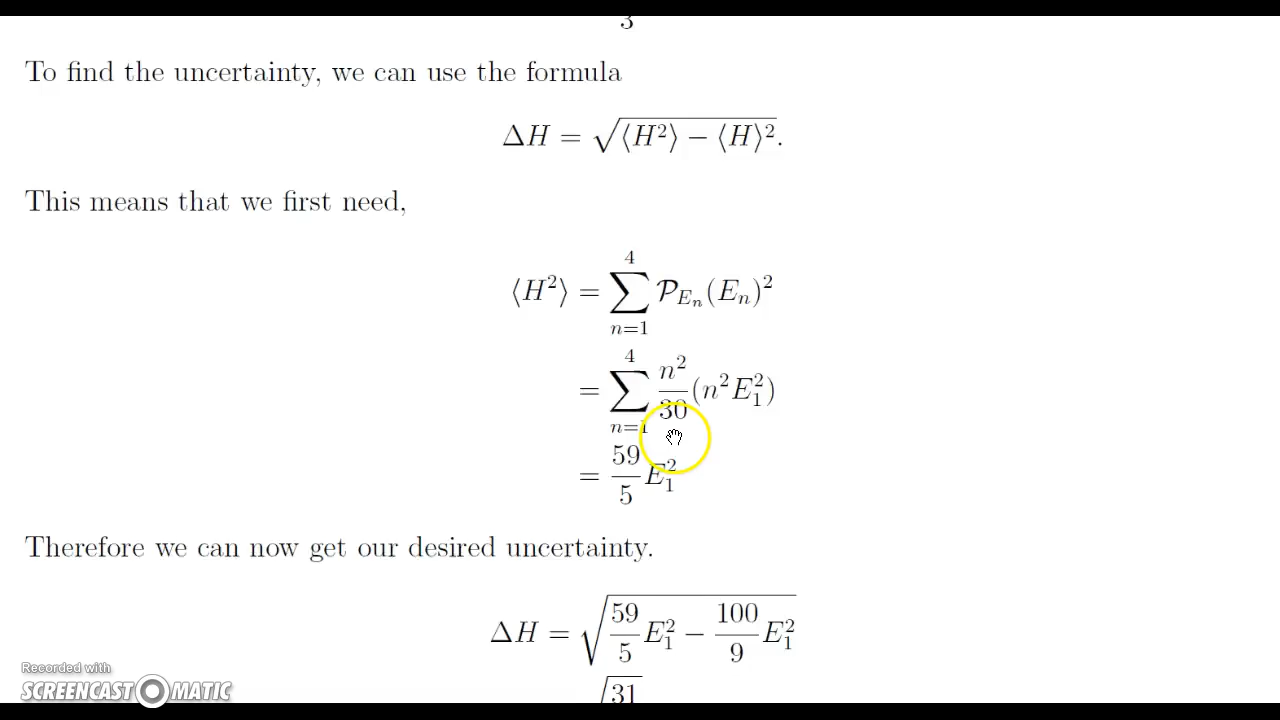 3
To find the uncertainty, we can use the formula
ΔH = √(⟨H²⟩ − ⟨H⟩²).
This means that we first need,
⟨H²⟩ = ∑_{n=1}^{4} 𝒫_{E_n}(E_n)²
= ∑_{n=1}^{4} n²/30 (n²E₁²)
= 59/5 E₁²
Therefore we can now get our desired uncertainty.
ΔH = √(59/5 E₁² − 100/9 E₁²)
√31
Recorded with
SCREENCAST-O-MATIC